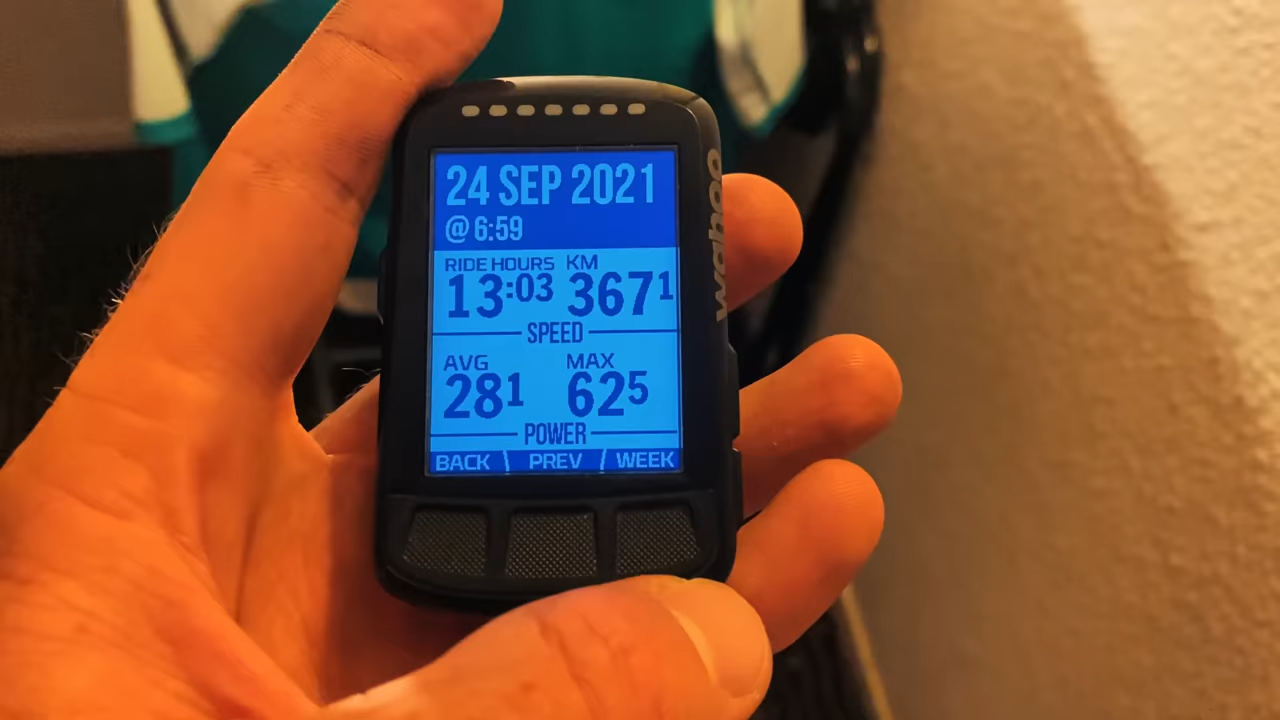 24 SEP 2021
@ 6:59
RIDE HOURS KM
13:03 367¹
SPEED
AVG MAX
28¹ 62⁵
POWER
BACK PREV WEEK
wahoo